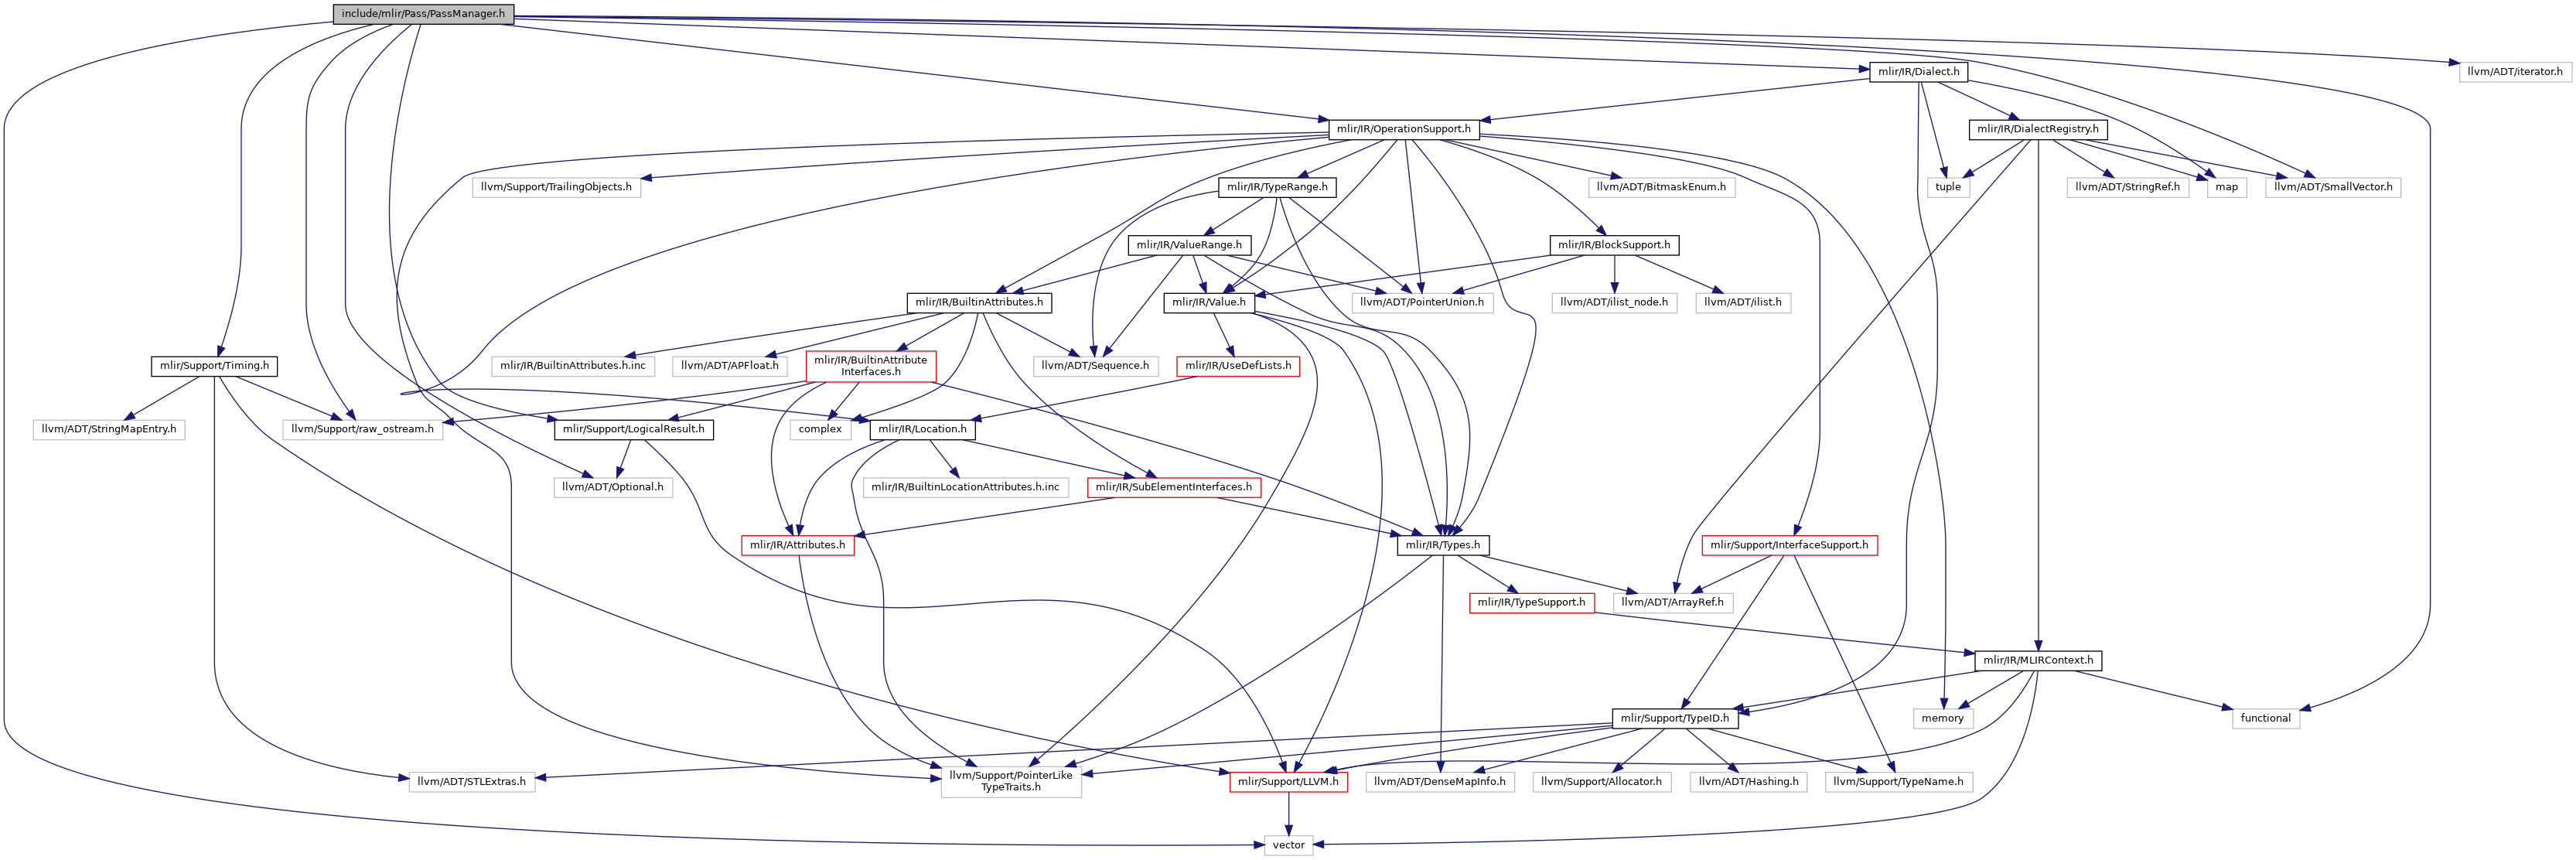 include/mlir/Pass/PassManager.h
mlir/IR/Dialect.h
llvm/ADT/iterator.h
mlir/IR/OperationSupport.h
mlir/IR/DialectRegistry.h
llvm/Support/TrailingObjects.h
mlir/IR/TypeRange.h
llvm/ADT/BitmaskEnum.h
tuple
llvm/ADT/StringRef.h
map
llvm/ADT/SmallVector.h
mlir/IR/ValueRange.h
mlir/IR/BlockSupport.h
mlir/IR/BuiltinAttributes.h
mlir/IR/Value.h
llvm/ADT/PointerUnion.h
llvm/ADT/ilist_node.h
llvm/ADT/ilist.h
mlir/Support/Timing.h
mlir/IR/BuiltinAttributes.h.inc
llvm/ADT/APFloat.h
mlir/IR/BuiltinAttribute
Interfaces.h
llvm/ADT/Sequence.h
mlir/IR/UseDefLists.h
llvm/ADT/StringMapEntry.h
llvm/Support/raw_ostream.h
mlir/Support/LogicalResult.h
complex
mlir/IR/Location.h
llvm/ADT/Optional.h
mlir/IR/BuiltinLocationAttributes.h.inc
mlir/IR/SubElementInterfaces.h
mlir/IR/Attributes.h
mlir/IR/Types.h
mlir/Support/InterfaceSupport.h
mlir/IR/TypeSupport.h
llvm/ADT/ArrayRef.h
mlir/IR/MLIRContext.h
mlir/Support/TypeID.h
memory
functional
llvm/ADT/STLExtras.h
llvm/Support/PointerLike
TypeTraits.h
mlir/Support/LLVM.h
llvm/ADT/DenseMapInfo.h
llvm/Support/Allocator.h
llvm/ADT/Hashing.h
llvm/Support/TypeName.h
vector